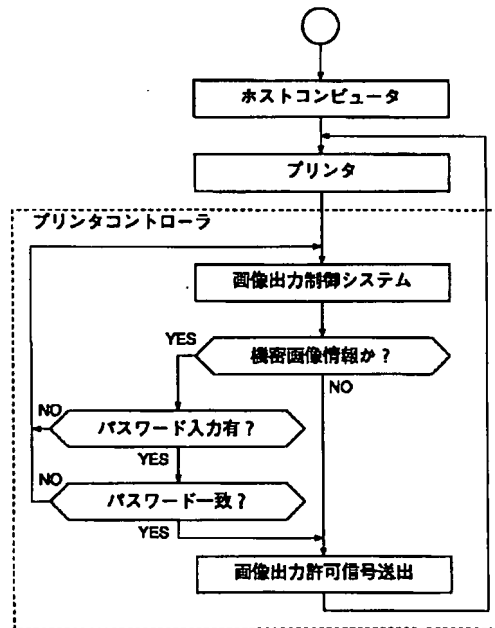 ホストコンピュータ
プリンタ
プリンタコントローラ
画像出力制御システム
YES
機密画像情報か？
NO
NO
パスワード入力有？
YES
NO
パスワード一致？
YES
画像出力許可信号送出